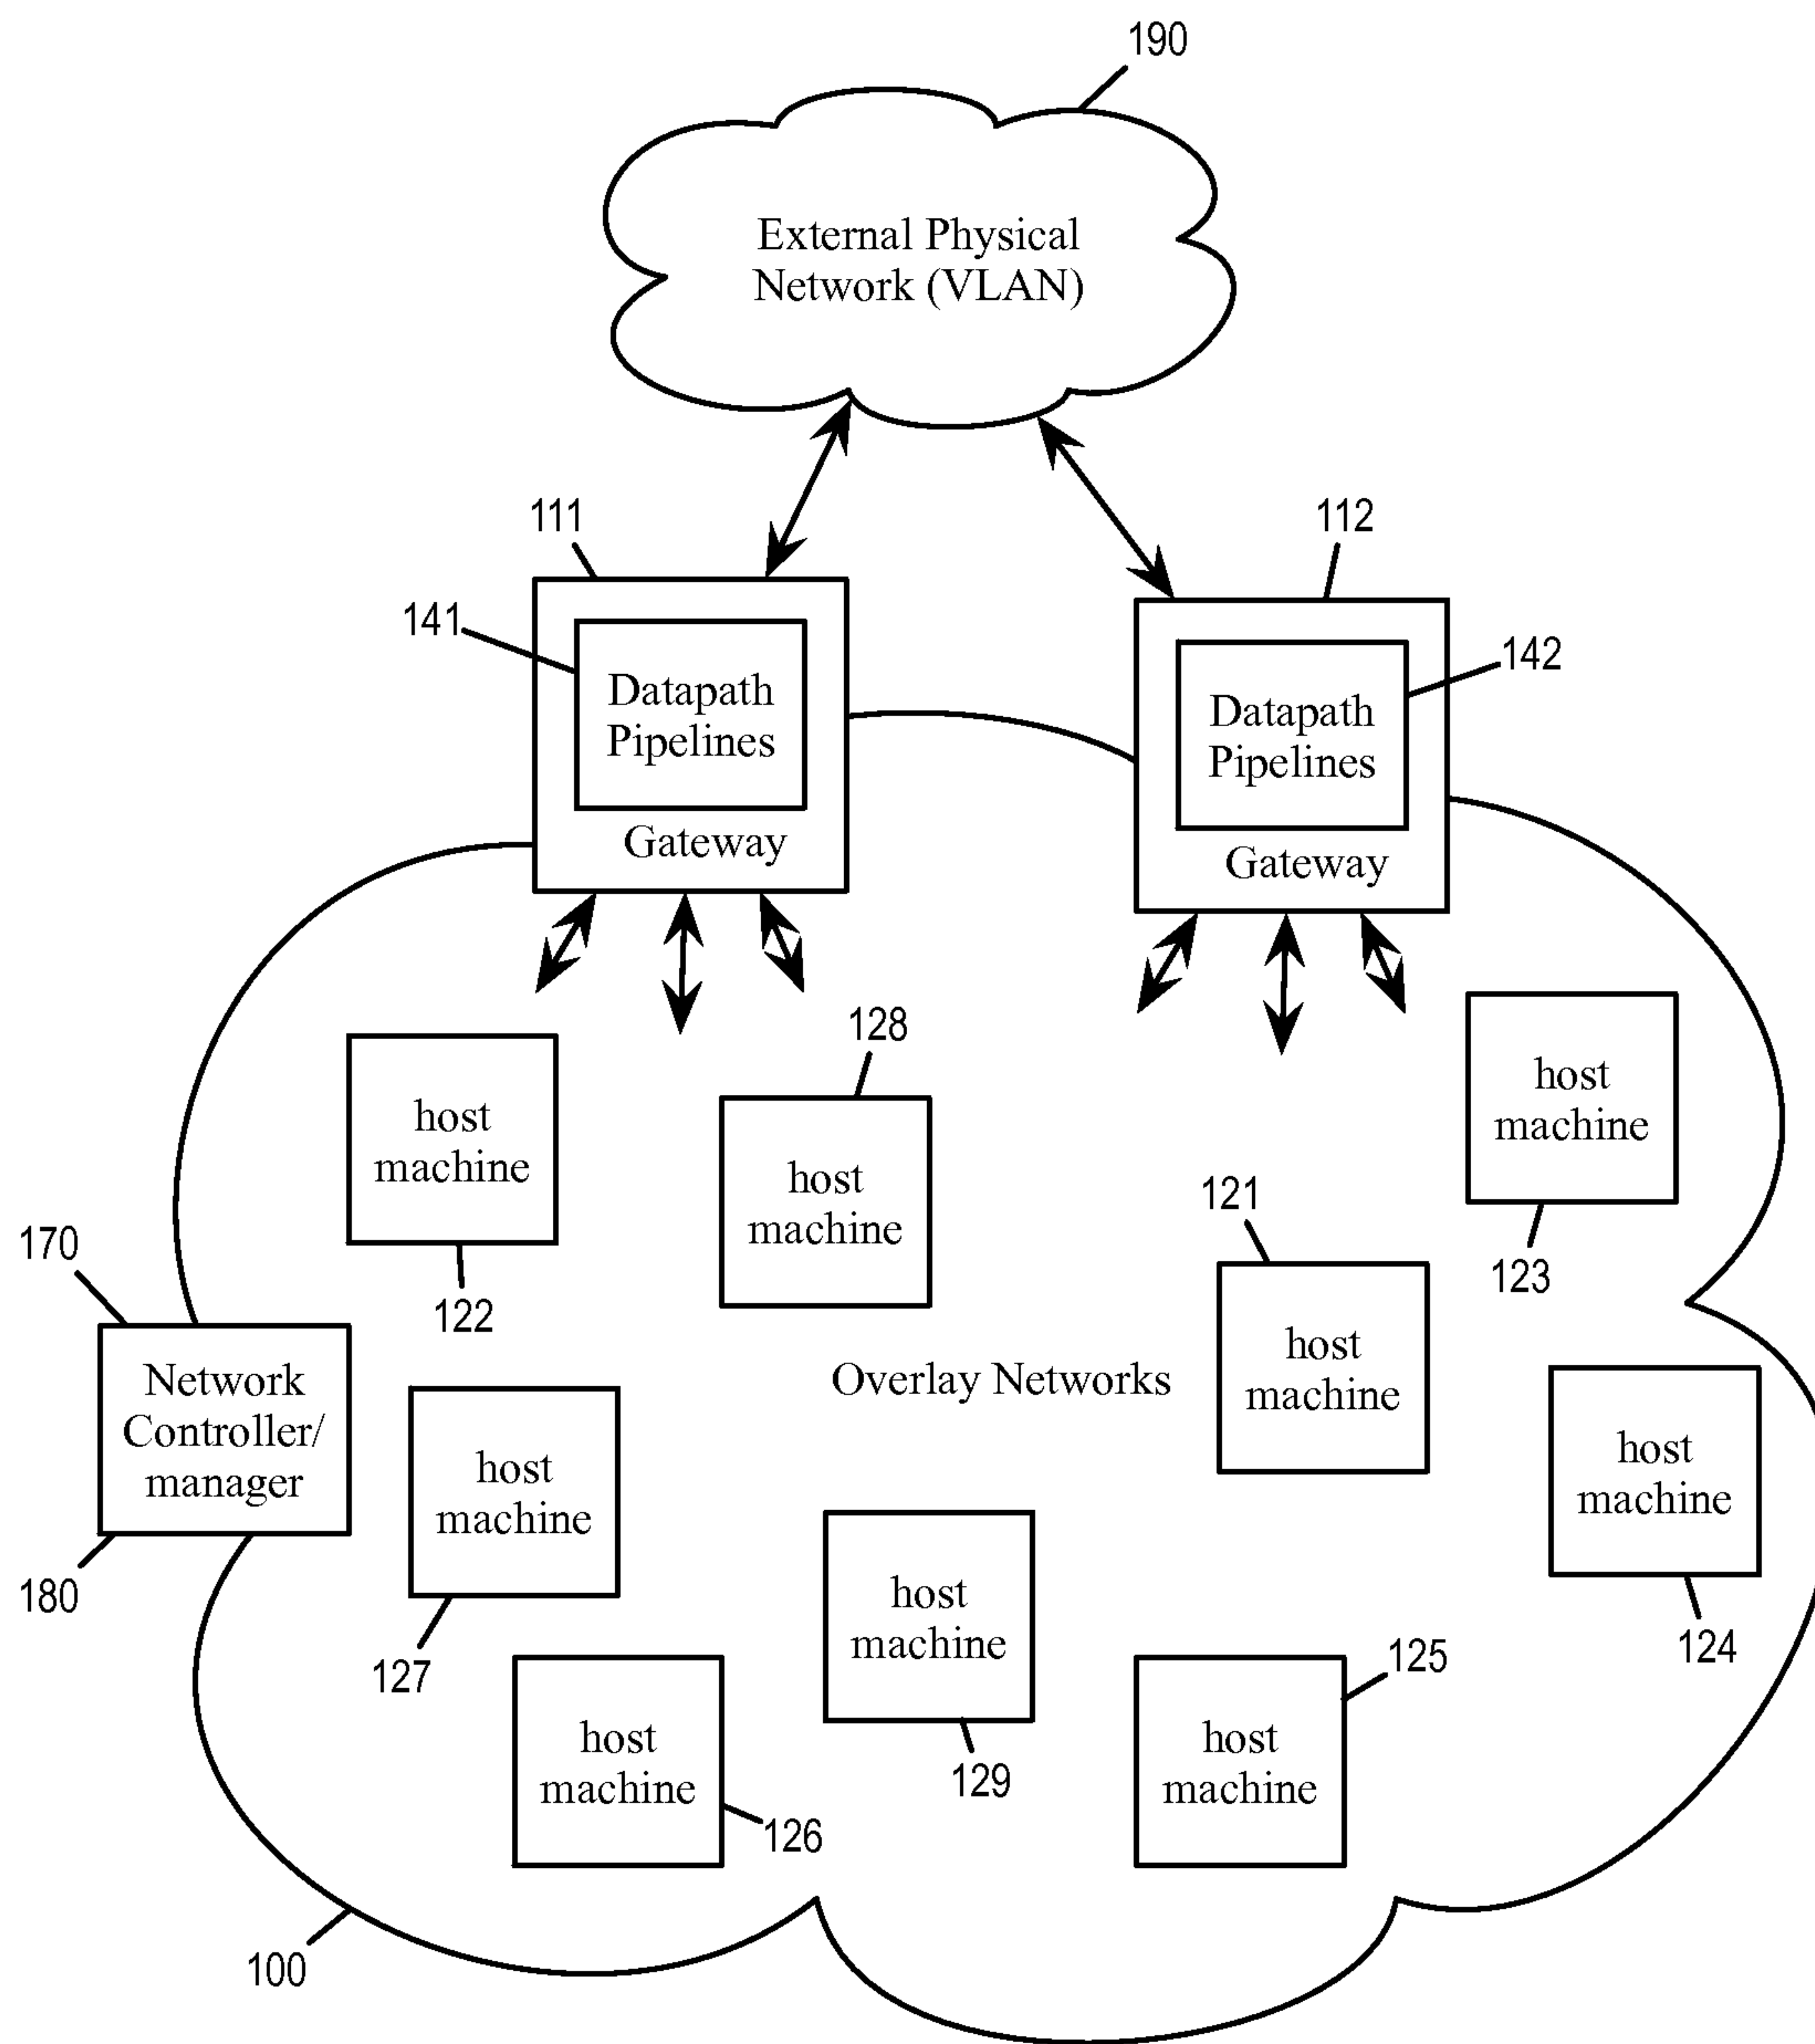 190
External Physical
Network (VLAN)
111
112
141
142
Datapath
Pipelines
Gateway
Datapath
Pipelines
Gateway
128
host
machine
122
host
machine
host
machine
123
121
host
machine
170
Network
Controller/
manager
180
Overlay Networks
host
machine
124
host
machine
127
host
machine
129
125
host
machine
host
machine
126
100